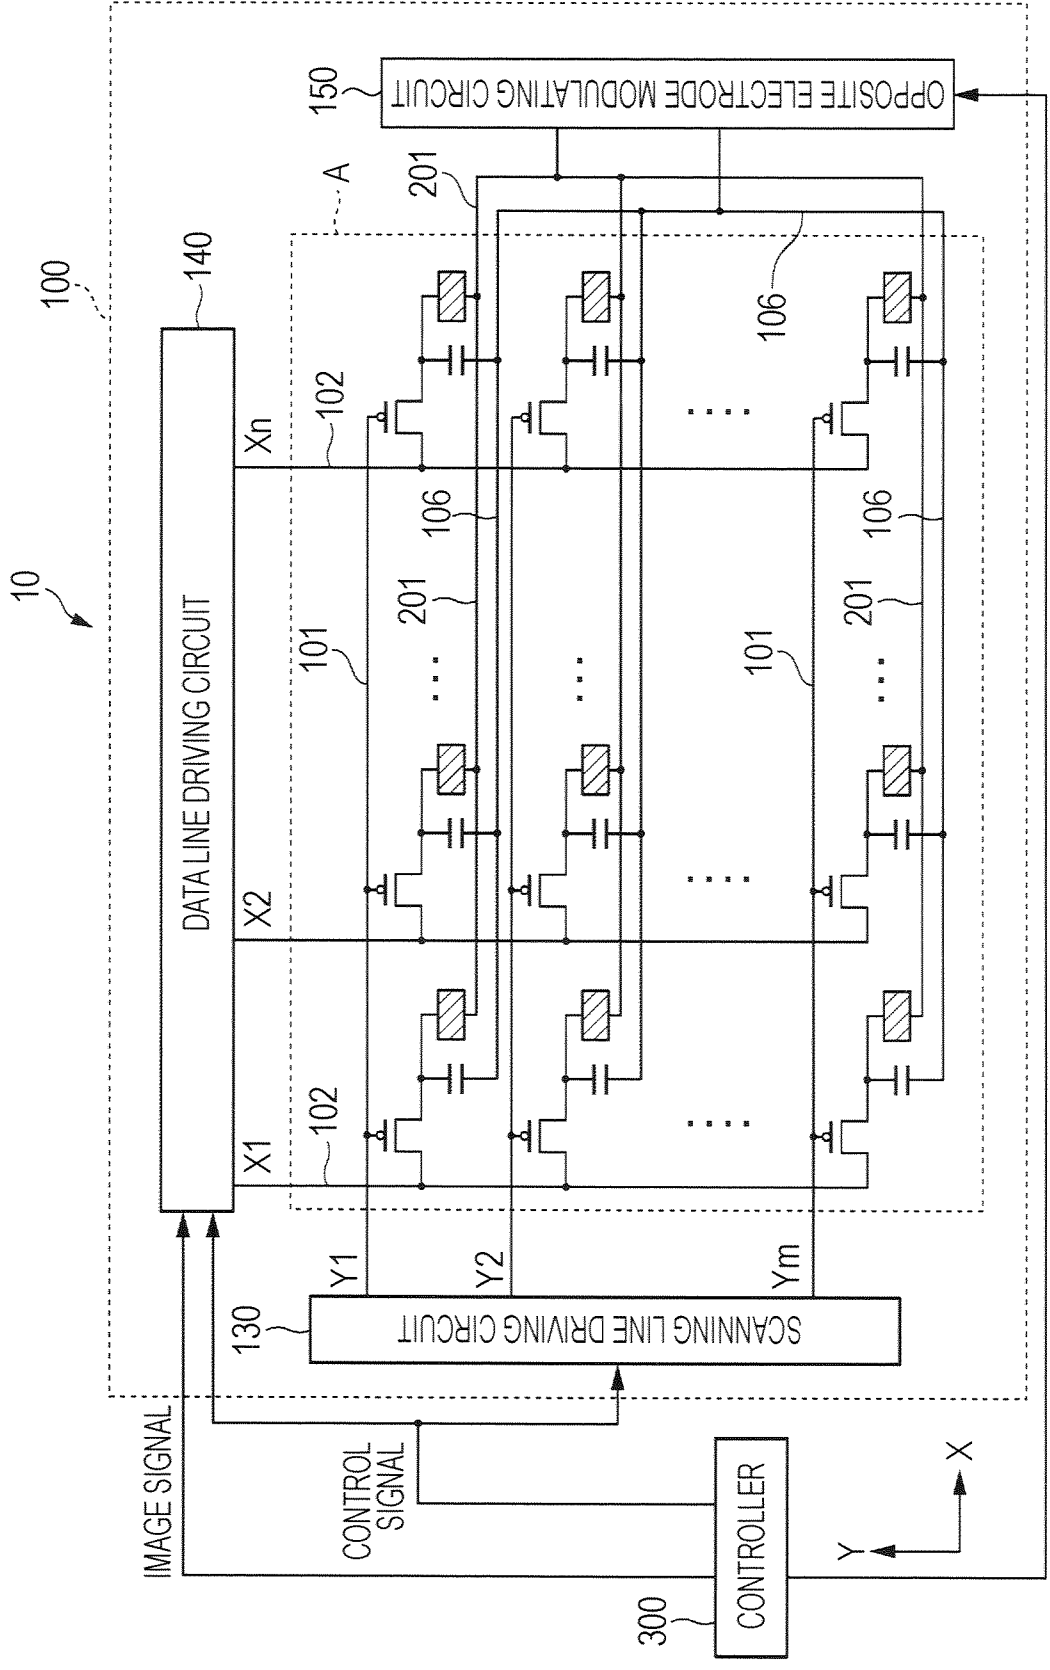 10
100
DATA LINE DRIVING CIRCUIT
140
IMAGE SIGNAL
CONTROL
SIGNAL
X1
X2
Xn
102
102
A
150
OPPOSITE ELECTRODE MODULATING CIRCUIT
130
SCANNING LINE DRIVING CIRCUIT
Y1
101
201
106
201
Y2
106
Ym
101
201
106
300
CONTROLLER
Y
X